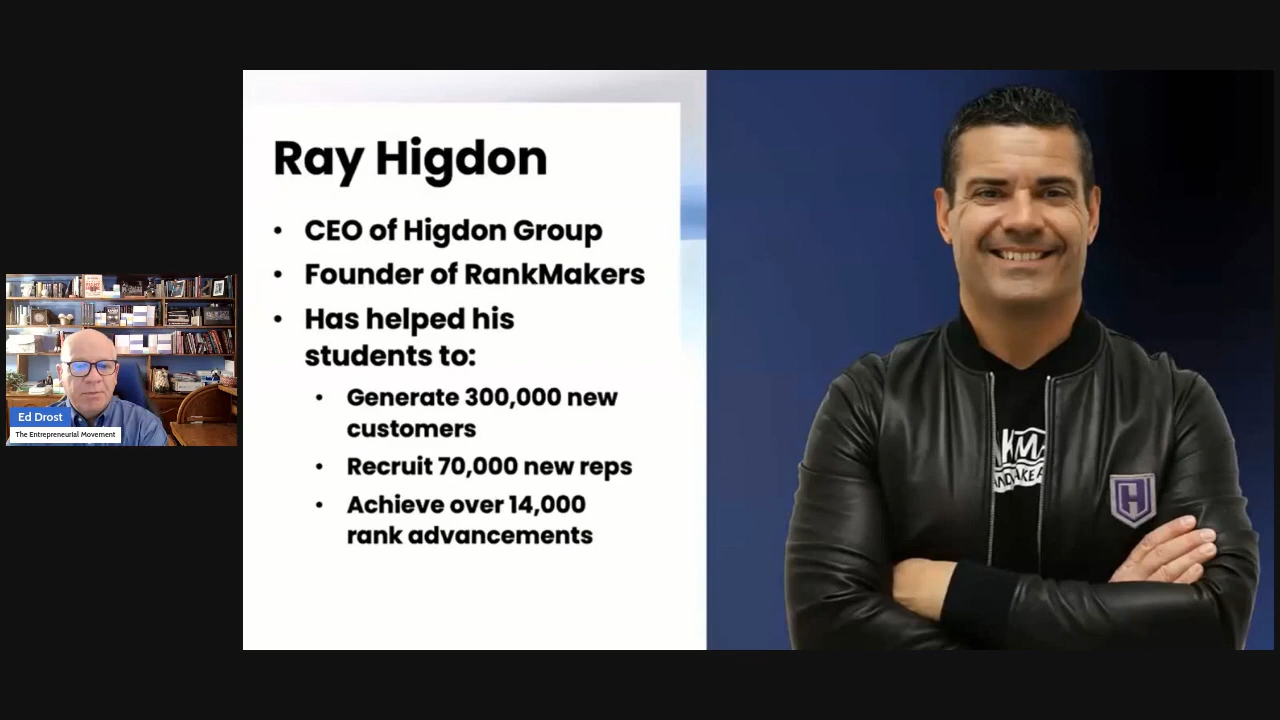 Ray Higdon
• CEO of Higdon Group
• Founder of RankMakers
• Has helped his
students to:
• Generate 300,000 new
customers
• Recruit 70,000 new reps
• Achieve over 14,000
rank advancements
Ed Drost
The Entrepreneurial Movement
H